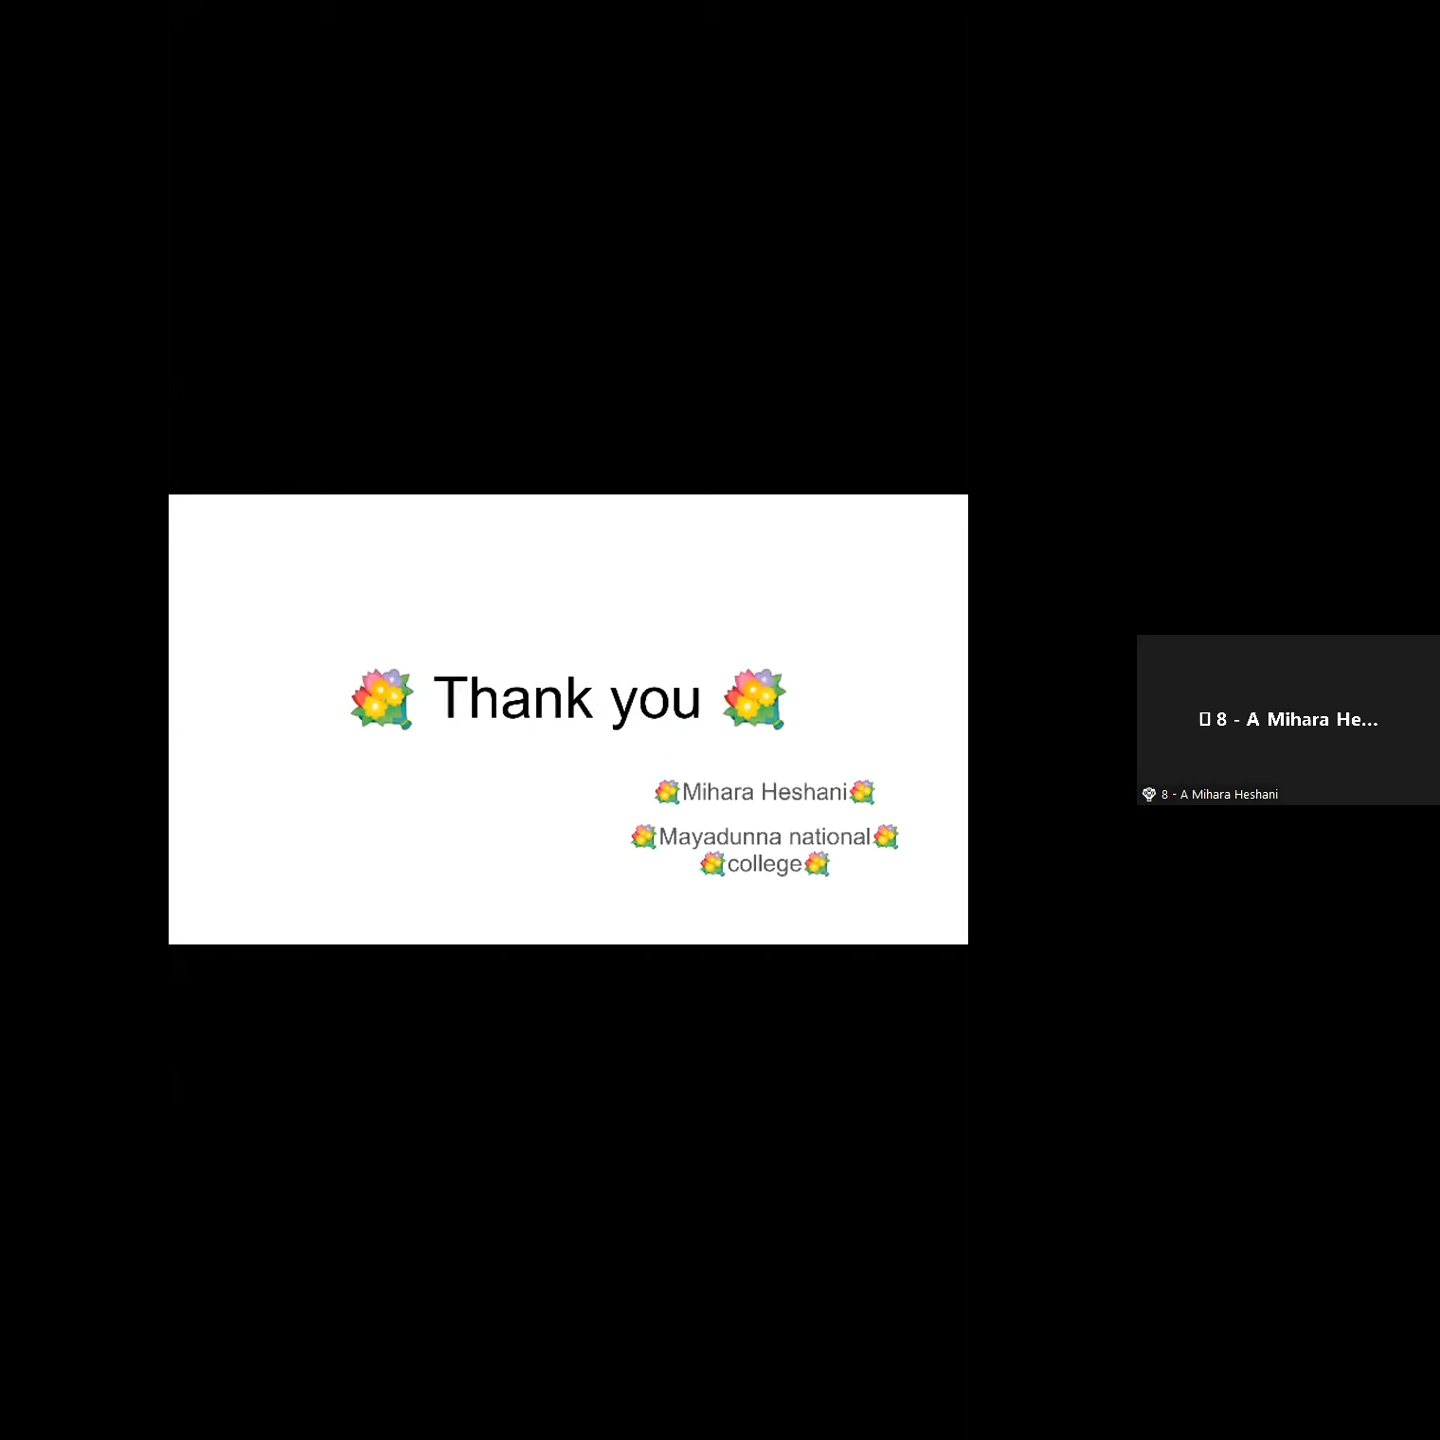 💐 Thank you 💐
💐Mihara Heshani💐
💐Mayadunna national💐
💐college💐
8 - A Mihara He...
8 - A Mihara Heshani